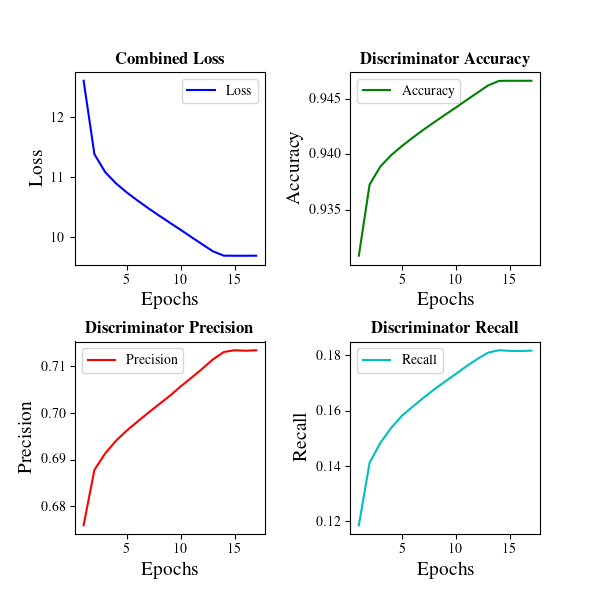 Combined Loss
Loss
12
11
10
Loss
5 10 15
Epochs
Discriminator Accuracy
Accuracy
0.945
0.940
0.935
Accuracy
5 10 15
Epochs
Discriminator Precision
Precision
0.71
0.70
0.69
0.68
Precision
5 10 15
Epochs
Discriminator Recall
Recall
0.18
0.16
0.14
0.12
Recall
5 10 15
Epochs